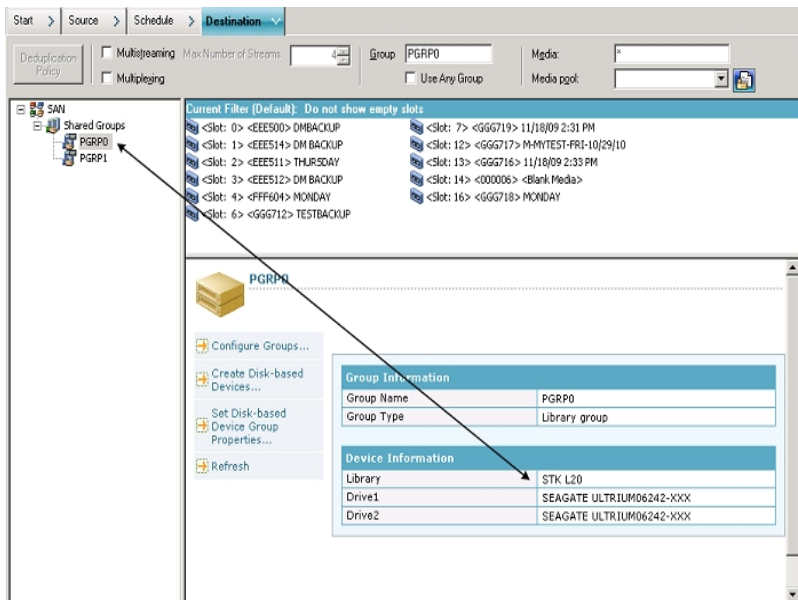 Start > Source > Schedule > Destination
Deduplication Policy
Multistreaming Max Number of Streams 4
Multiplexing
Group PGRP0
Use Any Group
Media: *
Media pool:
SAN
Shared Groups
PGRP0
PGRP1
Current Filter (Default): Do not show empty slots
<Slot: 0> <EEE500> DMBACKUP
<Slot: 1> <EEE514> DM BACKUP
<Slot: 2> <EEE511> THURSDAY
<Slot: 3> <EEE512> DM BACKUP
<Slot: 4> <FFF604> MONDAY
<Slot: 6> <GGG712> TESTBACKUP
<Slot: 7> <GGG719> 11/18/09 2:31 PM
<Slot: 12> <GGG717> M-MYTEST-FRI-10/29/10
<Slot: 13> <GGG716> 11/18/09 2:33 PM
<Slot: 14> <000006> <Blank Media>
<Slot: 16> <GGG718> MONDAY
PGRP0
Configure Groups...
Create Disk-based Devices...
Set Disk-based Device Group Properties...
Refresh
Group Information
Group Name PGRP0
Group Type Library group
Device Information
Library STK L20
Drive1 SEAGATE ULTRIUM06242-XXX
Drive2 SEAGATE ULTRIUM06242-XXX